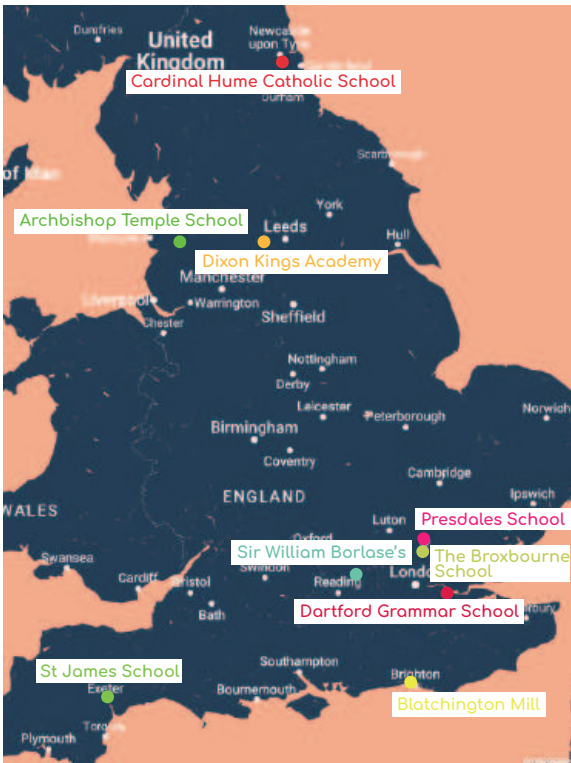 Dumfries
United
Kingdom
Newcastle
upon Tyne
Cardinal Hume Catholic School
Durham
Scarborough
of Man
York
Archbishop Temple School
Leeds
Hull
Dixon Kings Academy
Manchester
Liverpool
Warrington
Sheffield
Chester
Nottingham
Derby
Leicester
Peterborough
Norwich
Birmingham
Coventry
Cambridge
ENGLAND
Ipswich
WALES
Luton
Presdales School
Oxford
Sir William Borlase's
The Broxbourne
School
Swansea
Swindon
Cardiff
Bristol
Reading
London
Dartford Grammar School
Bath
Southampton
St James School
Exeter
Bournemouth
Brighton
Blatchington Mill
Plymouth